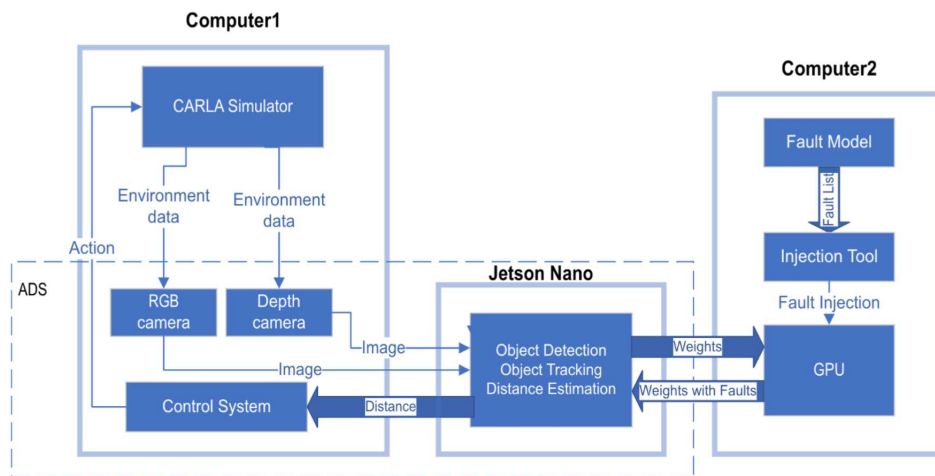 Computer1
Computer2
CARLA Simulator
Fault Model
Fault List
Environment
data
Environment
data
Action
Injection Tool
Jetson Nano
ADS
RGB
camera
Depth
camera
Fault Injection
Image
Image
Object Detection
Object Tracking
Distance Estimation
Weights
GPU
Weights with Faults
Control System
Distance